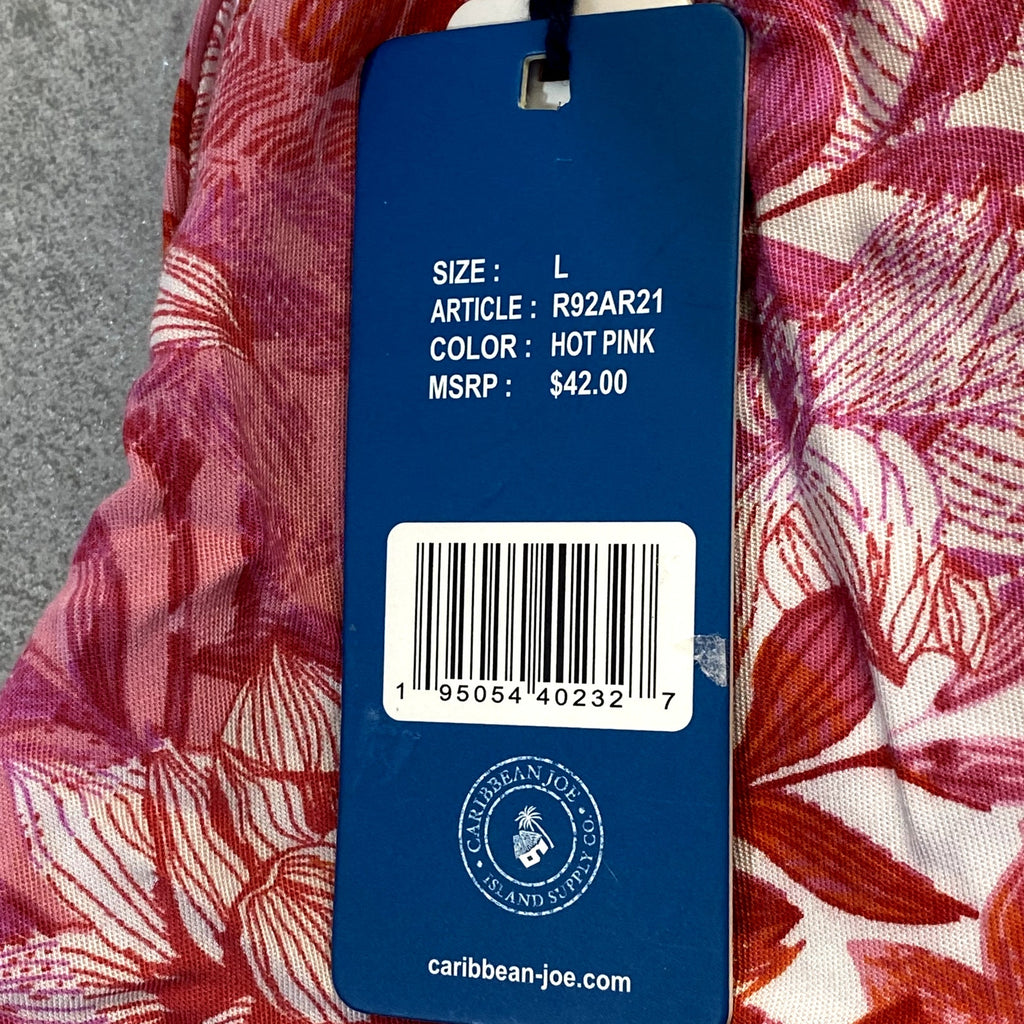 SIZE : L
ARTICLE : R92AR21
COLOR : HOT PINK
MSRP : $42.00
1 95054 40232 7
CARIBBEAN JOE
ISLAND SUPPLY CO.
caribbean-joe.com